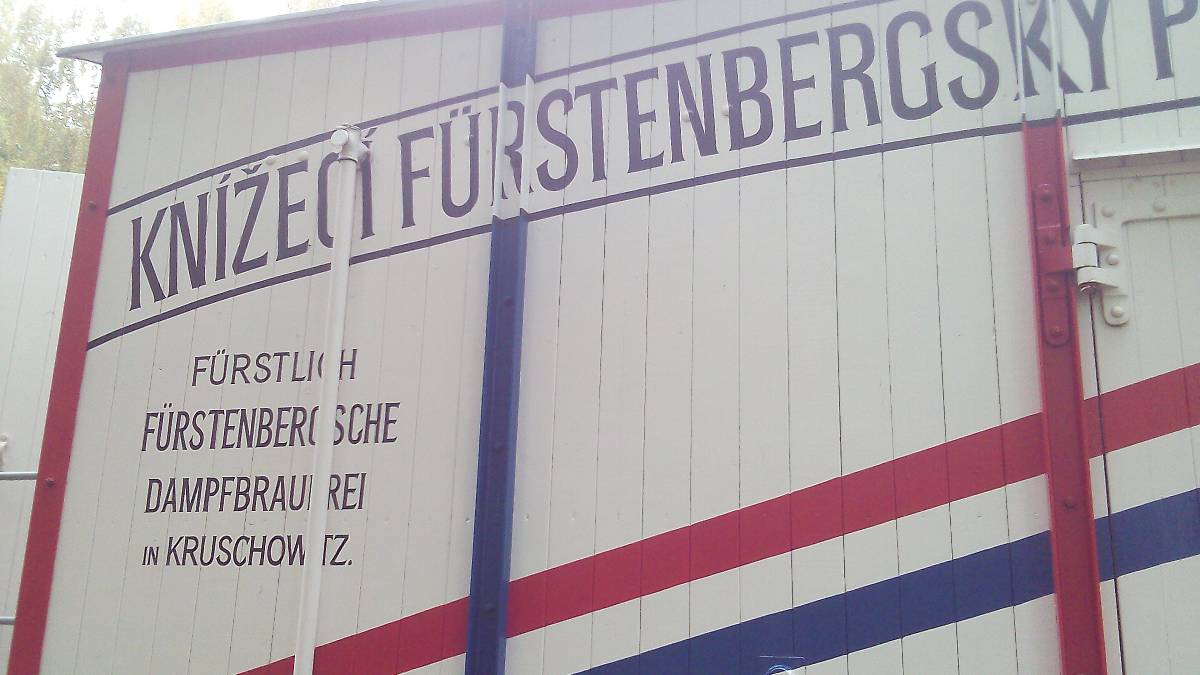 KNÍŽECÍ FÜRSTENBERGSKÝ P
FÜRSTLICH
FÜRSTENBERGSCHE
DAMPFBRAUEREI
IN KRUSCHOWITZ.